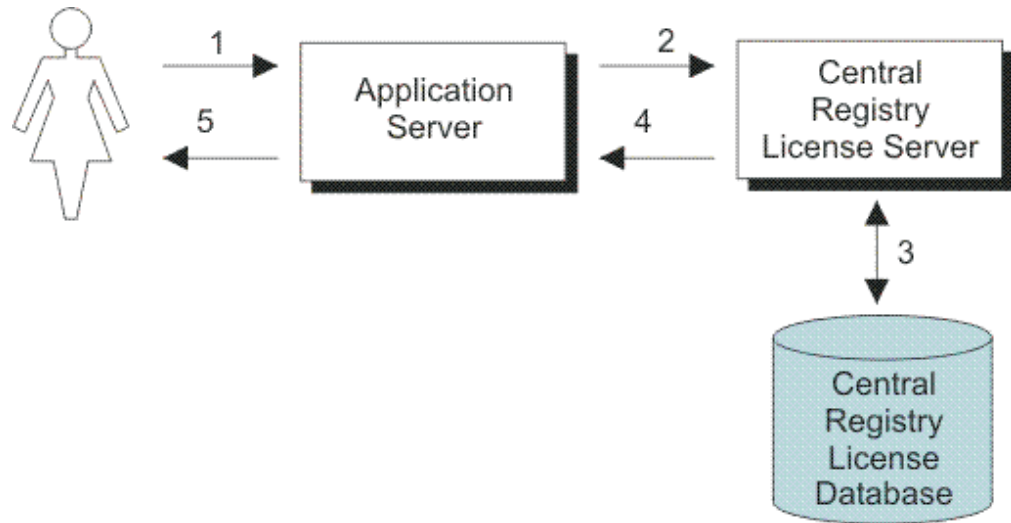 1
Application
Server
5
2
4
Central
Registry
License Server
3
Central
Registry
License
Database